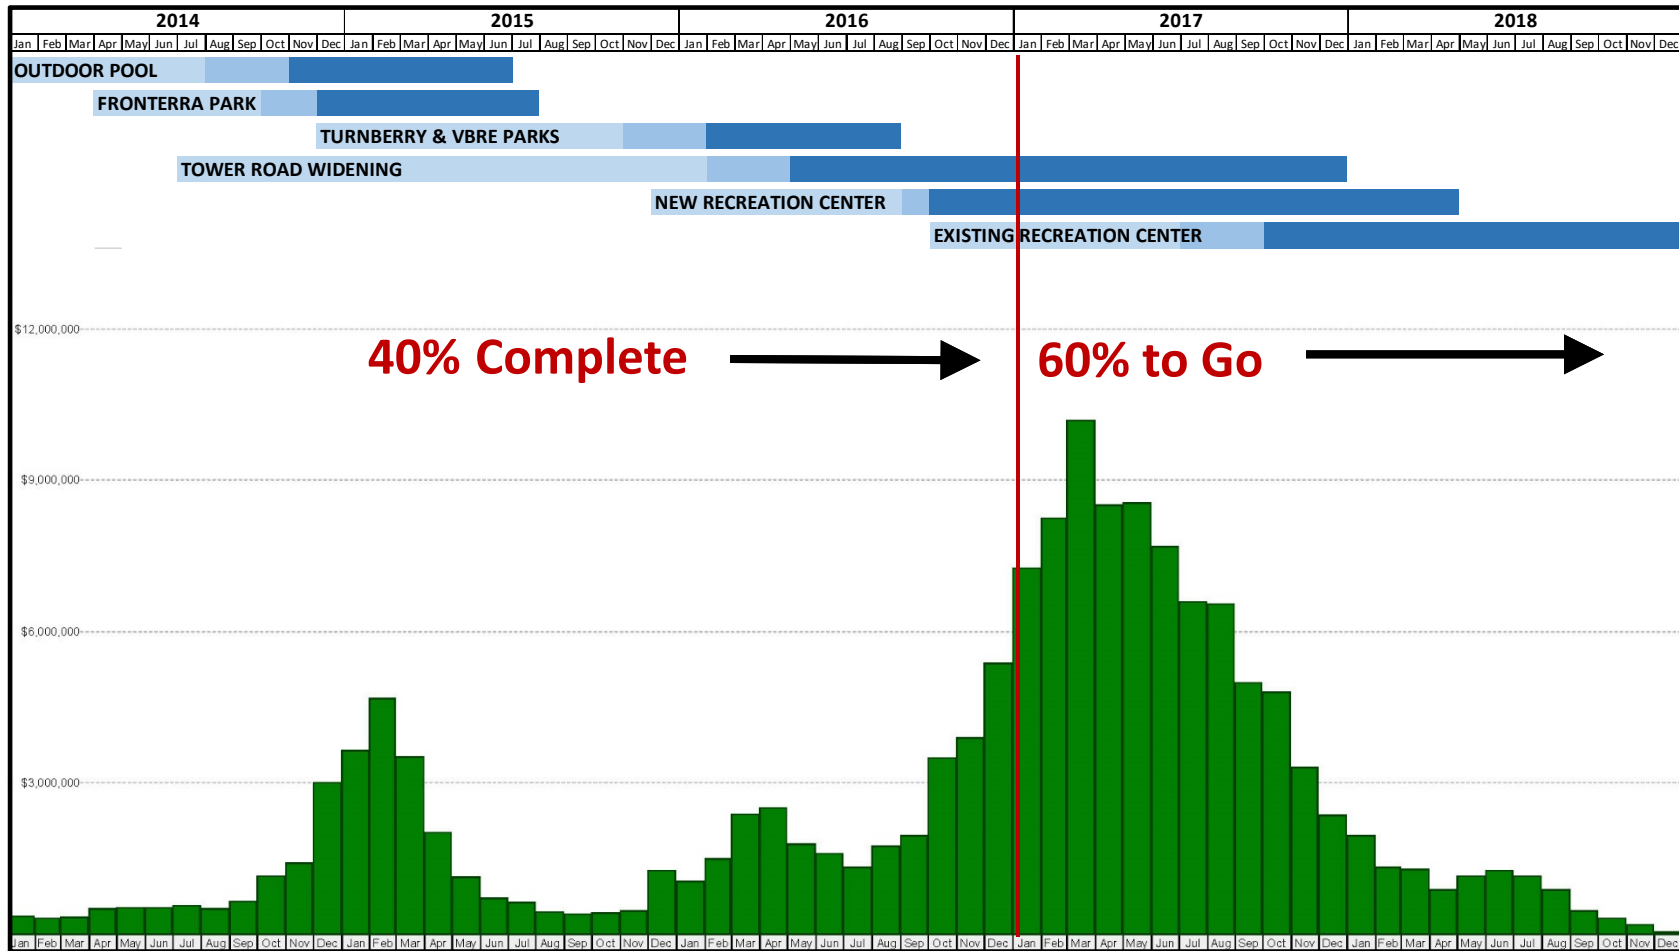 2014 2015 2016 2017 2018
Jan Feb Mar Apr May Jun Jul Aug Sep Oct Nov Dec Jan Feb Mar Apr May Jun Jul Aug Sep Oct Nov Dec Jan Feb Mar Apr May Jun Jul Aug Sep Oct Nov Dec Jan Feb Mar Apr May Jun Jul Aug Sep Oct Nov Dec Jan Feb Mar Apr May Jun Jul Aug Sep Oct Nov Dec
OUTDOOR POOL
FRONTERRA PARK
TURNBERRY & VBRE PARKS
TOWER ROAD WIDENING
NEW RECREATION CENTER
EXISTING RECREATION CENTER
$12,000,000
40% Complete 60% to Go
$9,000,000
$6,000,000
$3,000,000
Jan Feb Mar Apr May Jun Jul Aug Sep Oct Nov Dec Jan Feb Mar Apr May Jun Jul Aug Sep Oct Nov Dec Jan Feb Mar Apr May Jun Jul Aug Sep Oct Nov Dec Jan Feb Mar Apr May Jun Jul Aug Sep Oct Nov Dec Jan Feb Mar Apr May Jun Jul Aug Sep Oct Nov Dec